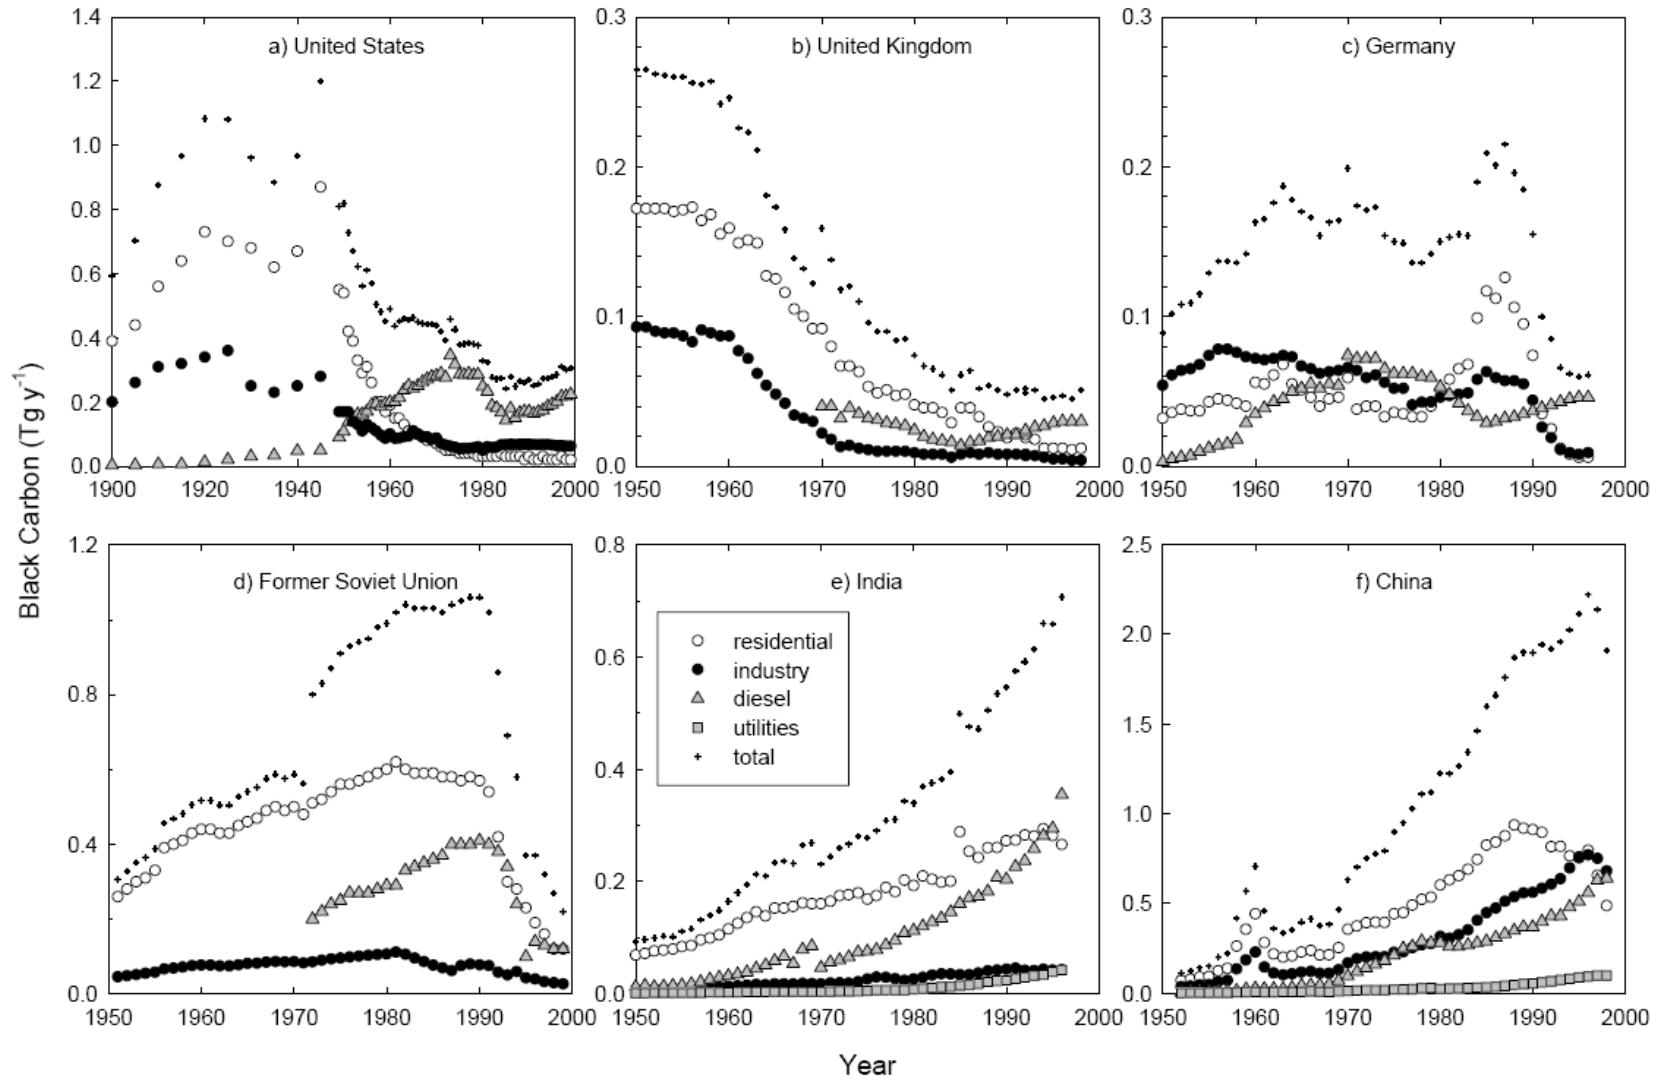 a) United States
1.4
1.2
1.0
0.8
0.6
0.4
0.2
0.0
1900 1920 1940 1960 1980 2000
b) United Kingdom
0.3
0.2
0.1
0.0
1950 1960 1970 1980 1990 2000
c) Germany
0.3
0.2
0.1
0.0
1950 1960 1970 1980 1990 2000
Black Carbon (Tg y⁻¹)
d) Former Soviet Union
1.2
0.8
0.4
0.0
1950 1960 1970 1980 1990 2000
e) India
0.8
0.6
0.4
0.2
0.0
residential
industry
diesel
utilities
total
1950 1960 1970 1980 1990 2000
f) China
2.5
2.0
1.5
1.0
0.5
0.0
1950 1960 1970 1980 1990 2000
Year